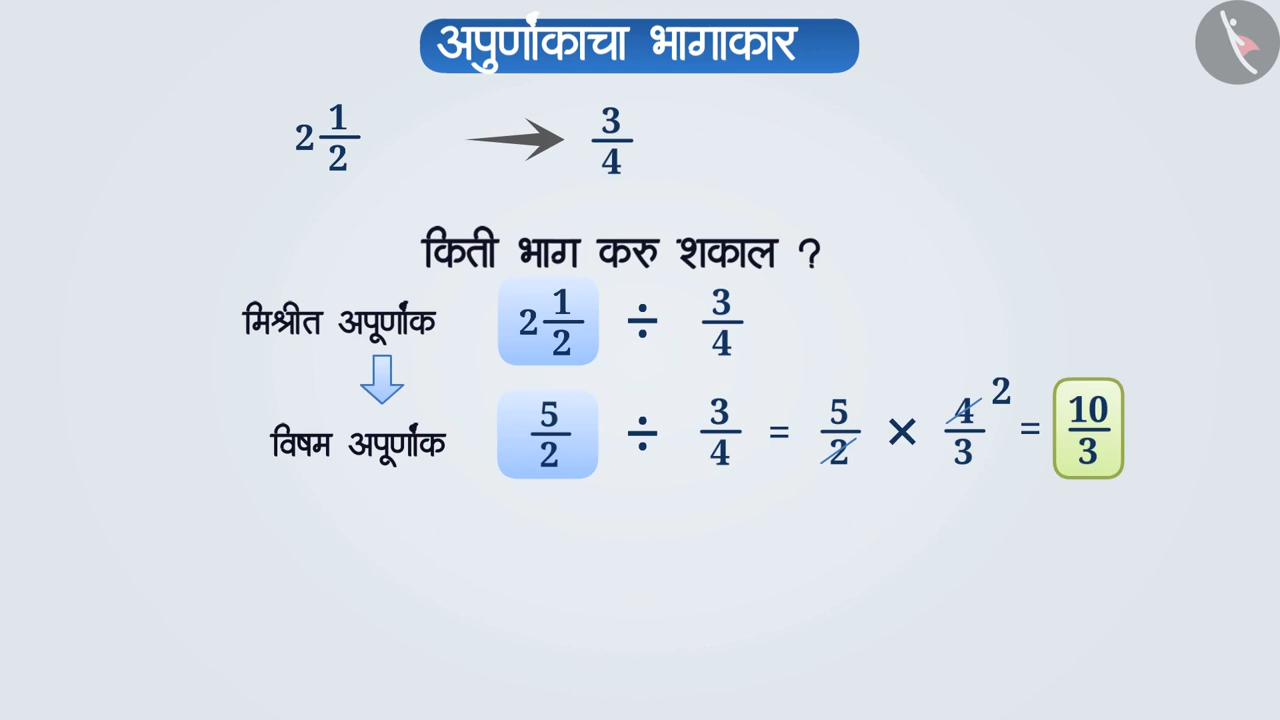 अपुर्णांकाचा भागाकार
2 1/2 → 3/4
किती भाग करु शकाल ?
मिश्रीत अपूर्णांक 2 1/2 ÷ 3/4
विषम अपूर्णांक 5/2 ÷ 3/4 = 5/2 × 4/3 2 = 10/3